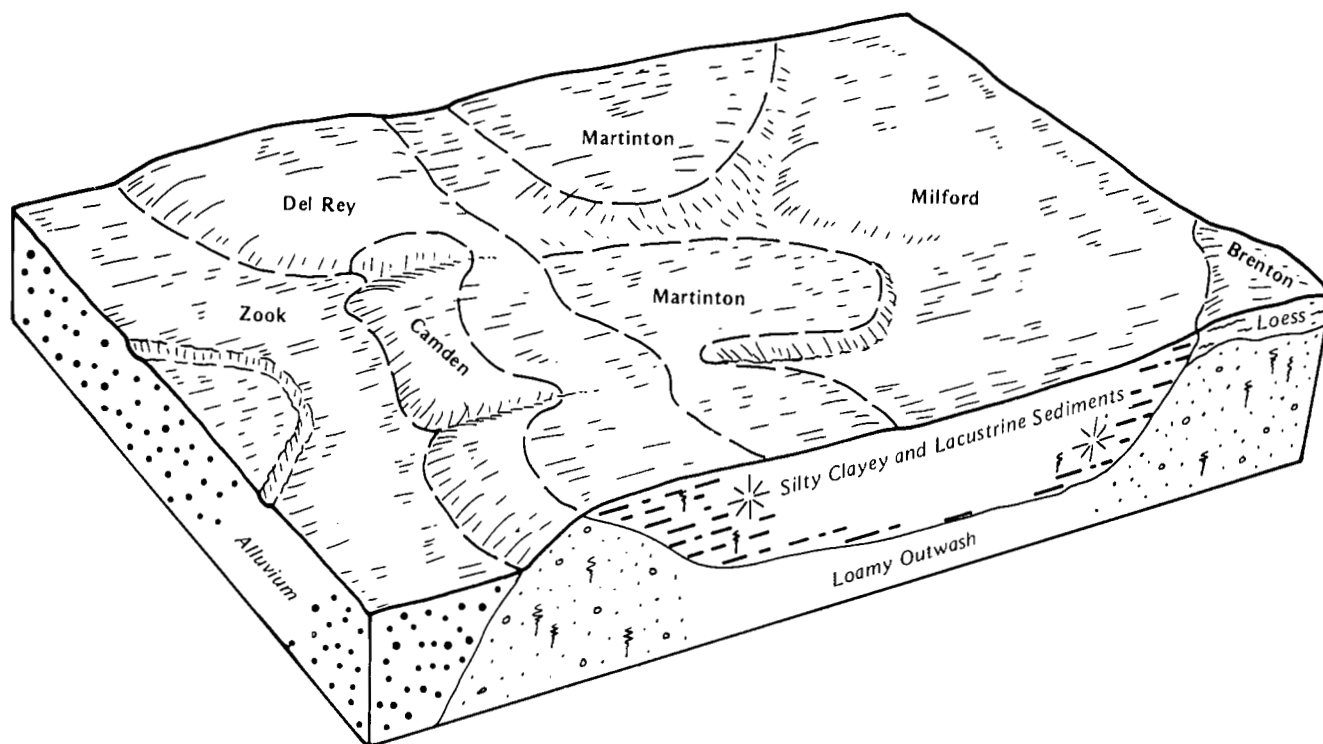 Martinton
Del Rey
Milford
Brenton
Martinton
Zook
Loess
Camden
Silty Clayey and Lacustrine Sediments
Alluvium
Loamy Outwash